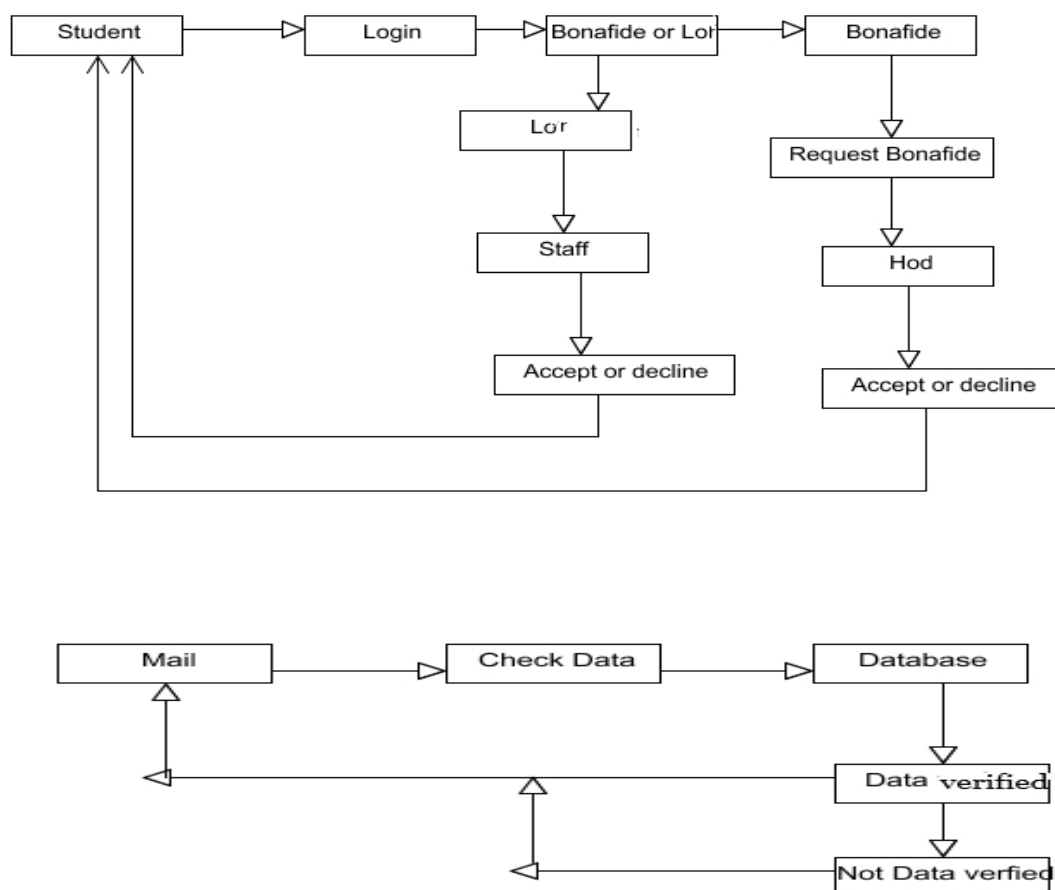 Student
Login
Bonafide or Lor
Bonafide
Lor
Request Bonafide
Staff
Hod
Accept or decline
Accept or decline
Mail
Check Data
Database
Data verified
Not Data verfied